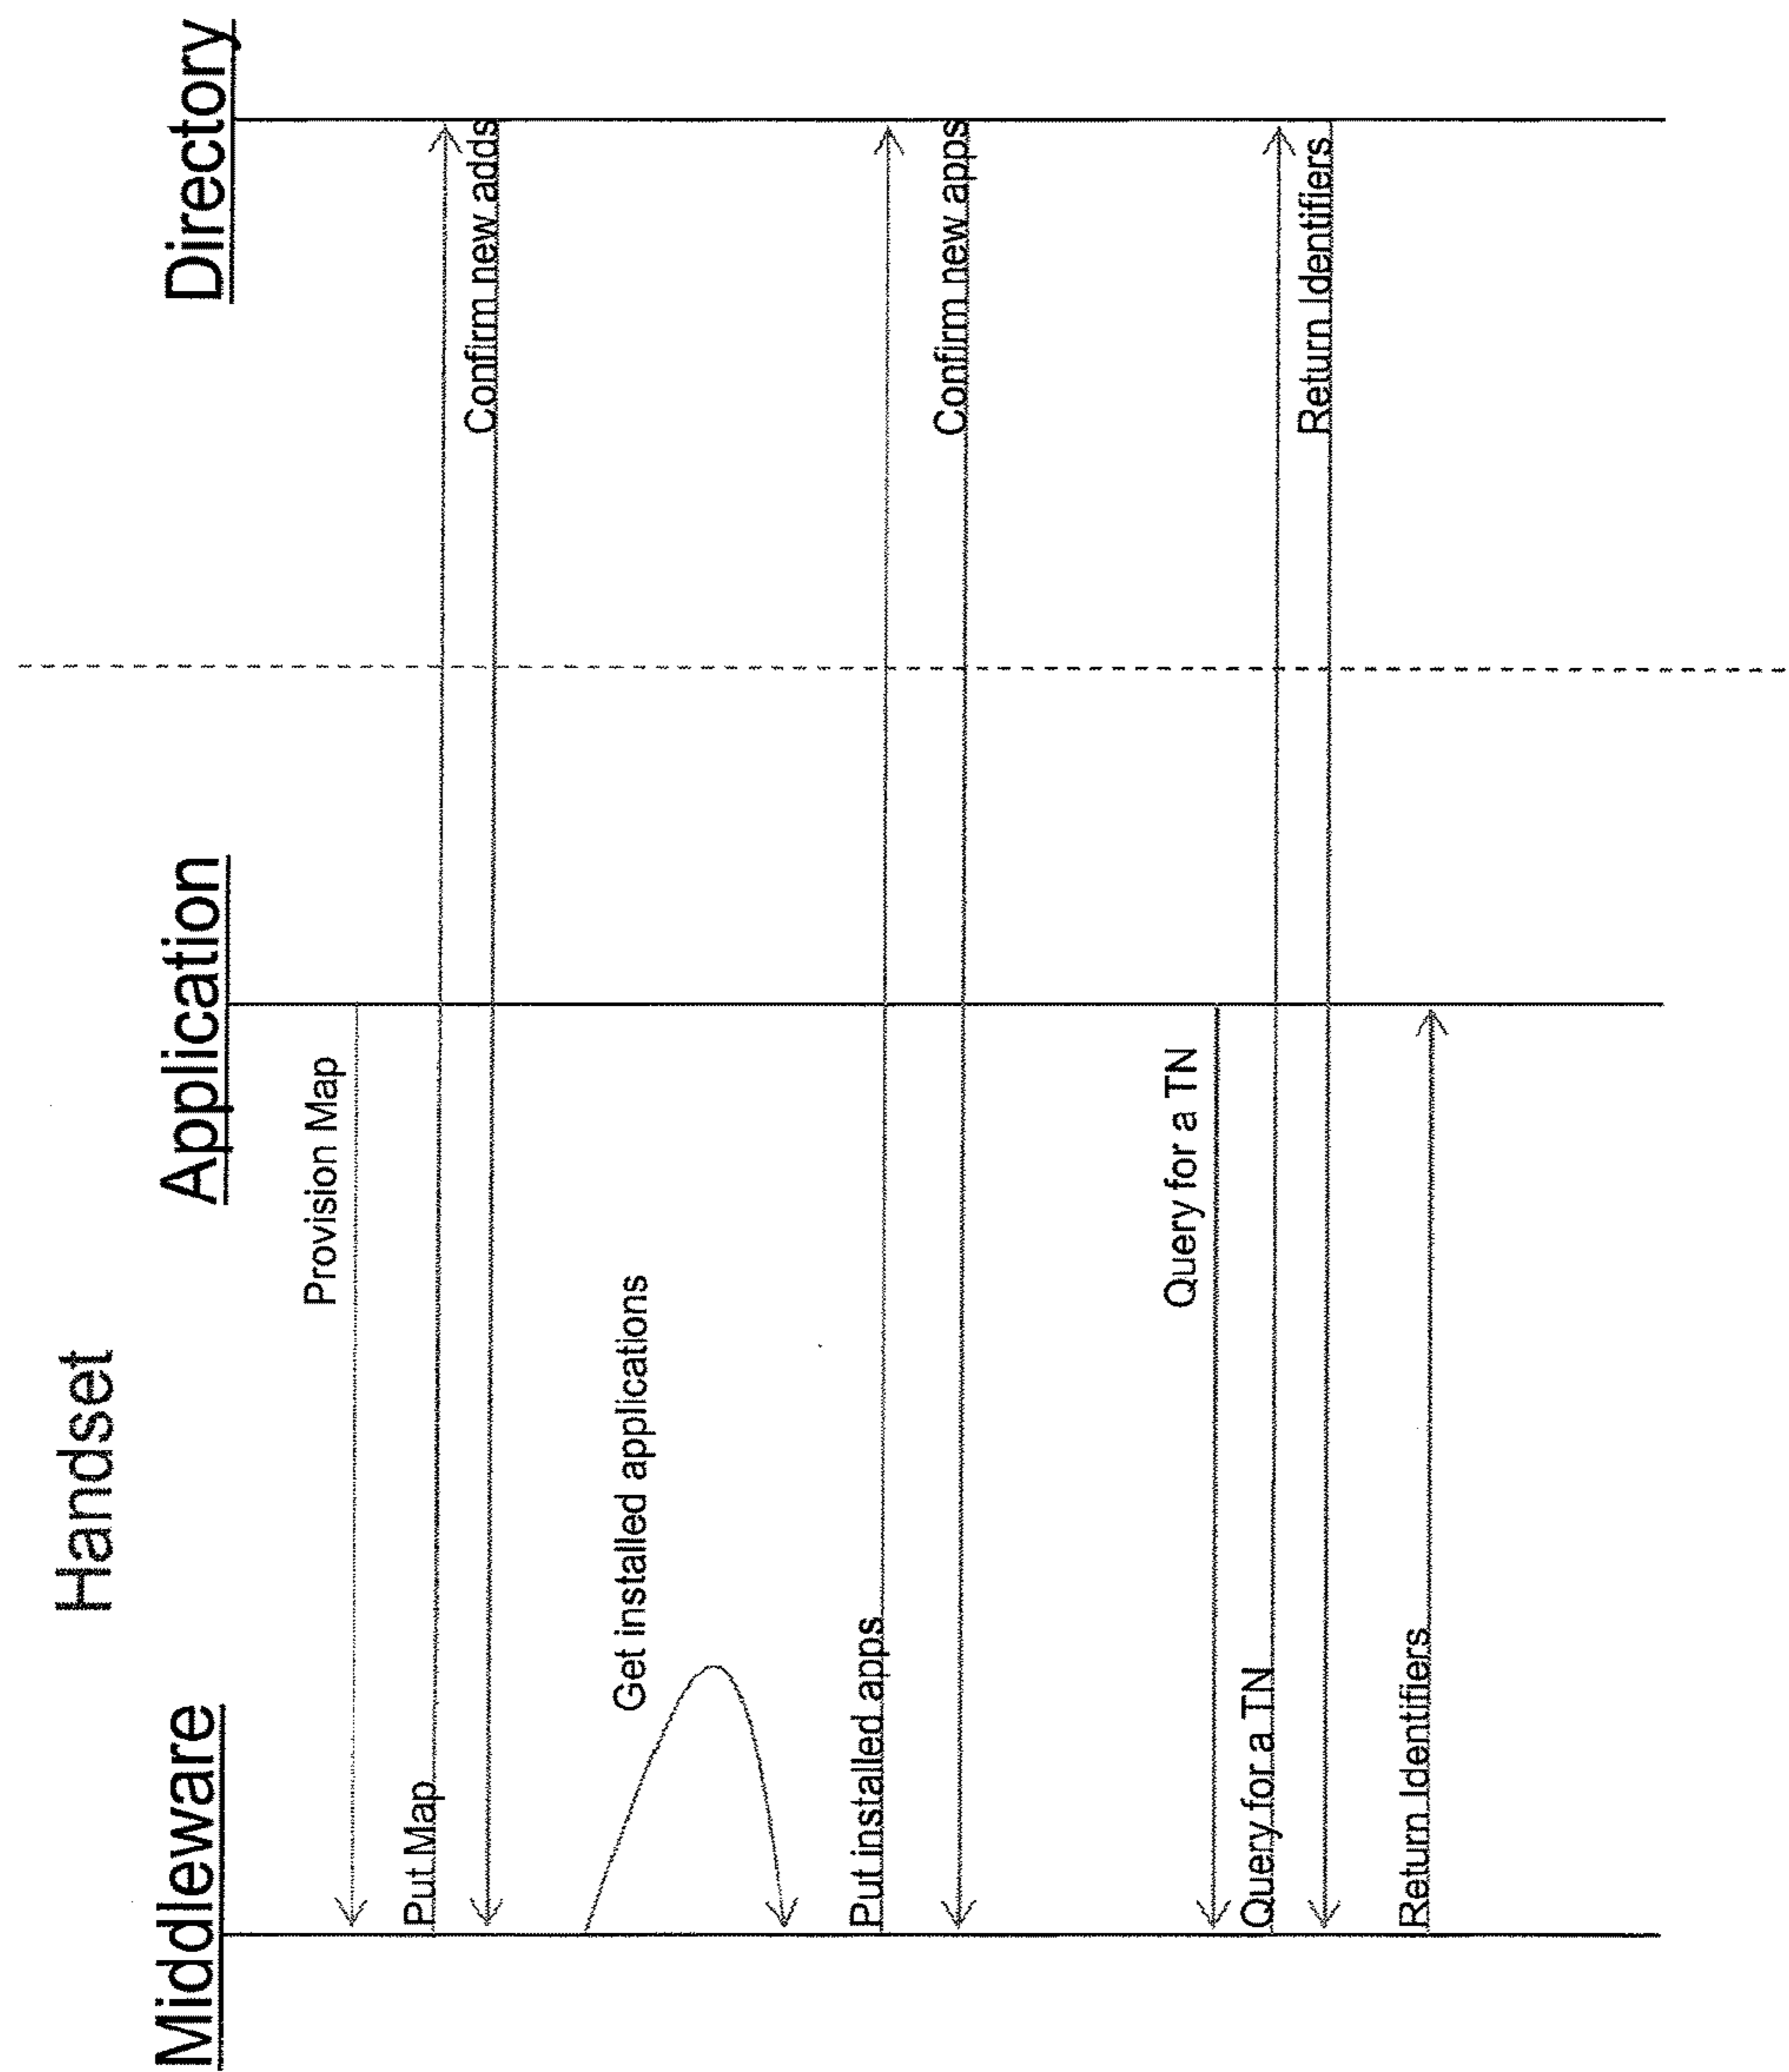 Handset
Middleware
Application
Directory
Provision Map
Put Map
Confirm new adds
Get installed applications
Put installed apps
Confirm new apps
Query for a TN
Query for a TN
Return Identifiers
Return Identifiers